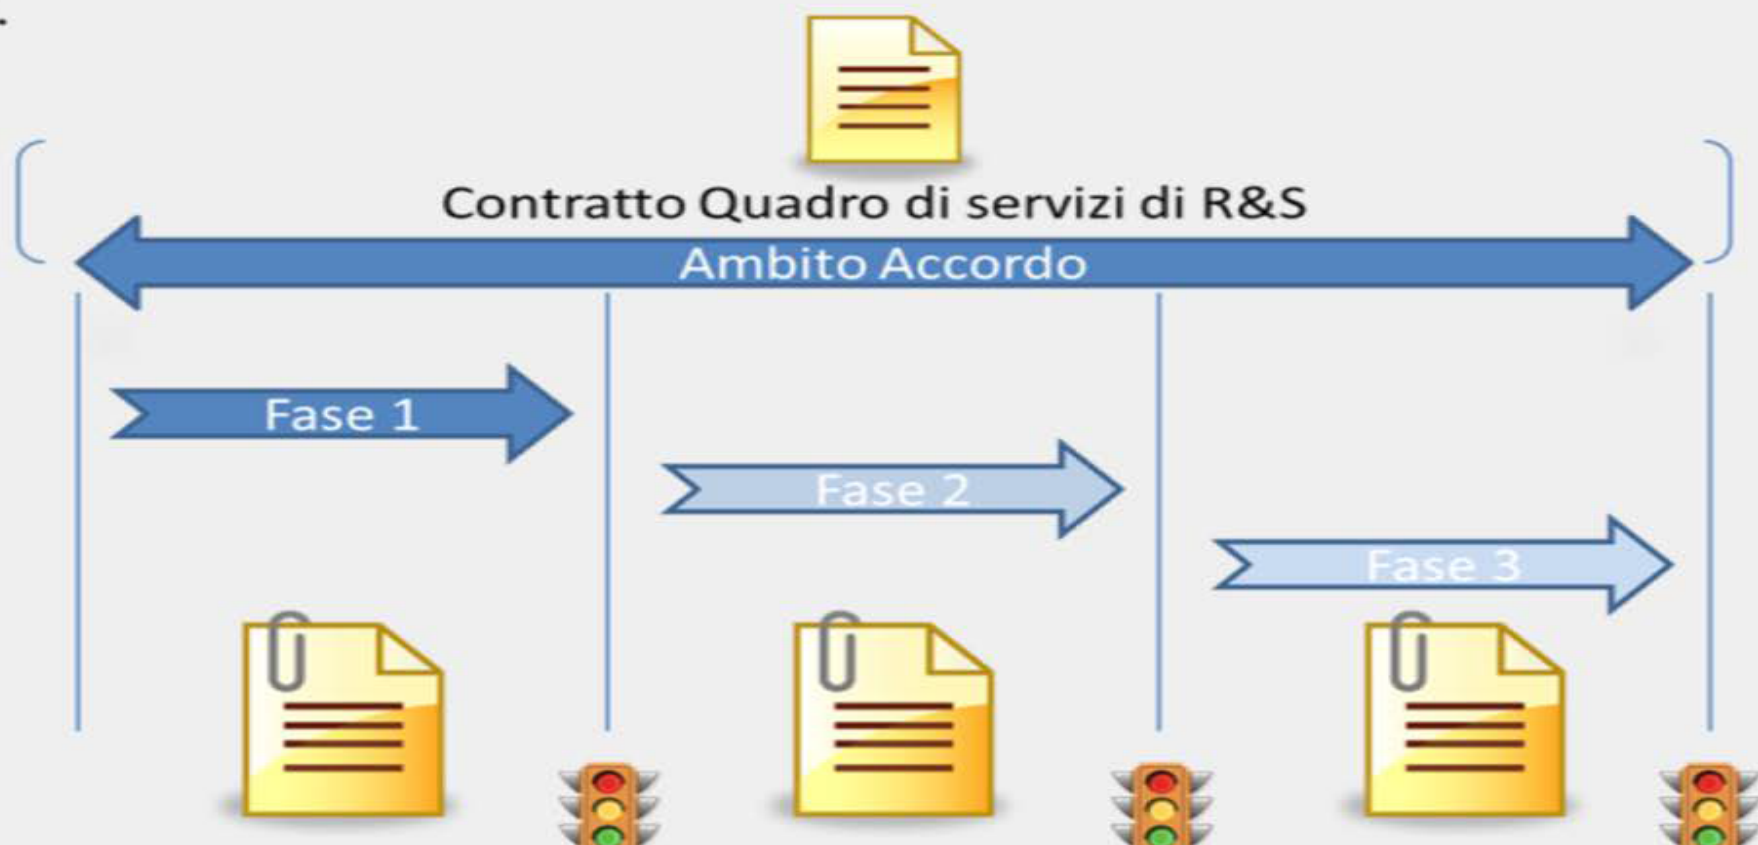 Contratto Quadro di servizi di R&S
Ambito Accordo
Fase 1
Fase 2
Fase 3